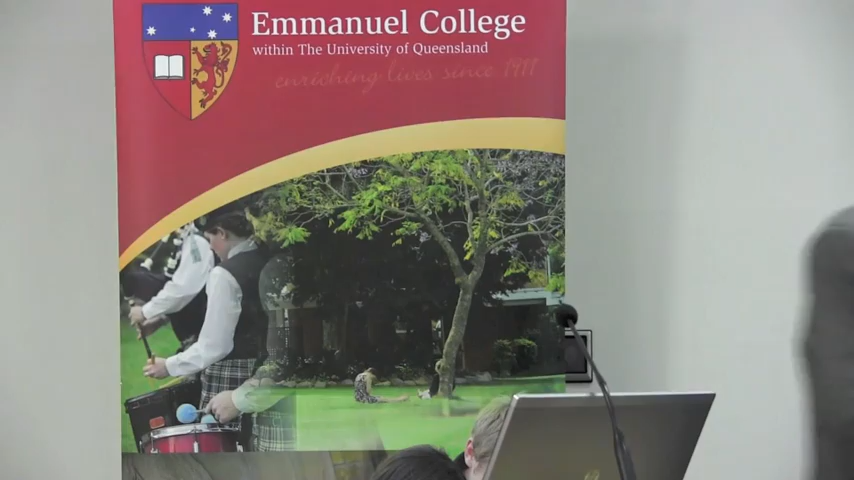 Emmanuel College
within The University of Queensland
enriching lives since 1911